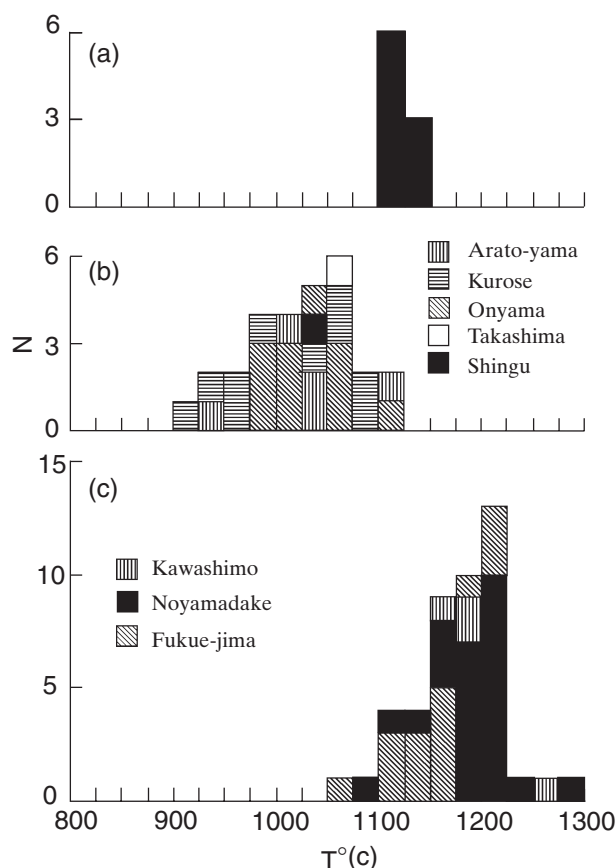 6
(a)
3
0
6
(b)
Arato-yama
Kurose
N
3
Onyama
Takashima
Shingu
0
15
(c)
Kawashimo
10
Noyamadake
Fukue-jima
5
0
800 900 1000 1100 1200 1300
T°(c)